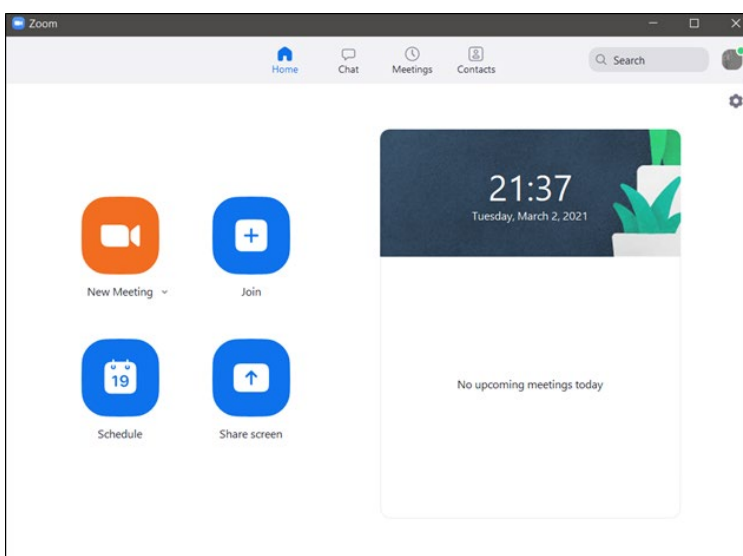 Zoom
Home
Chat
Meetings
Contacts
Search
21:37
Tuesday, March 2, 2021
New Meeting
Join
19
Schedule
Share screen
No upcoming meetings today